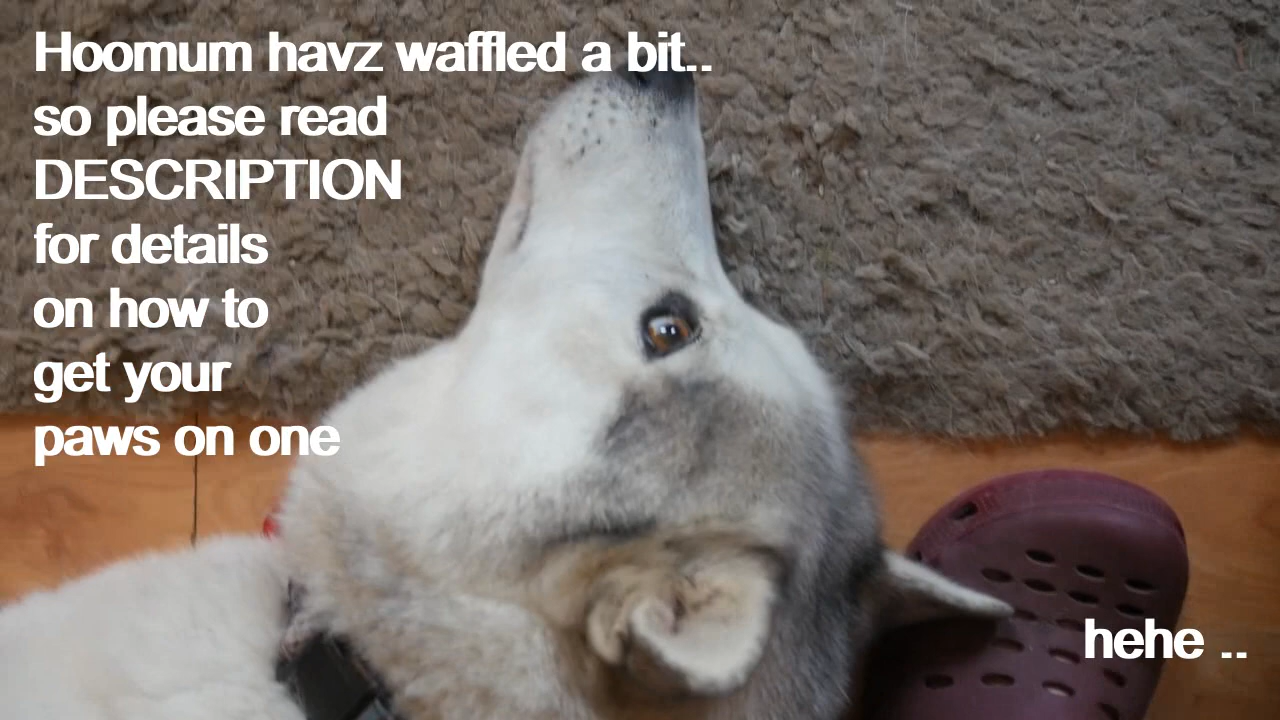 Hoomum havz waffled a bit..
so please read
DESCRIPTION
for details
on how to
get your
paws on one
hehe ..